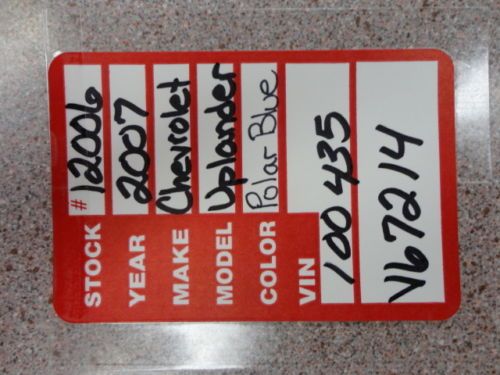 STOCK #12006
YEAR 2007
MAKE Chevrolet
MODEL Uplander
COLOR Polar Blue
VIN 100435
V67214